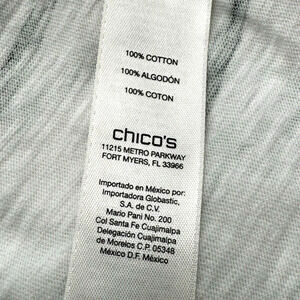 100% COTTON
100% ALGODÓN
100% COTON
chico's
11215 METRO PARKWAY
FORT MYERS, FL 33966
Importado en México por:
Importadora Globastic,
S.A. de C.V.
Mario Pani No. 200
Col Santa Fe Cuajimalpa
Delegación Cuajimalpa
de Morelos C.P. 05348
México D.F. México